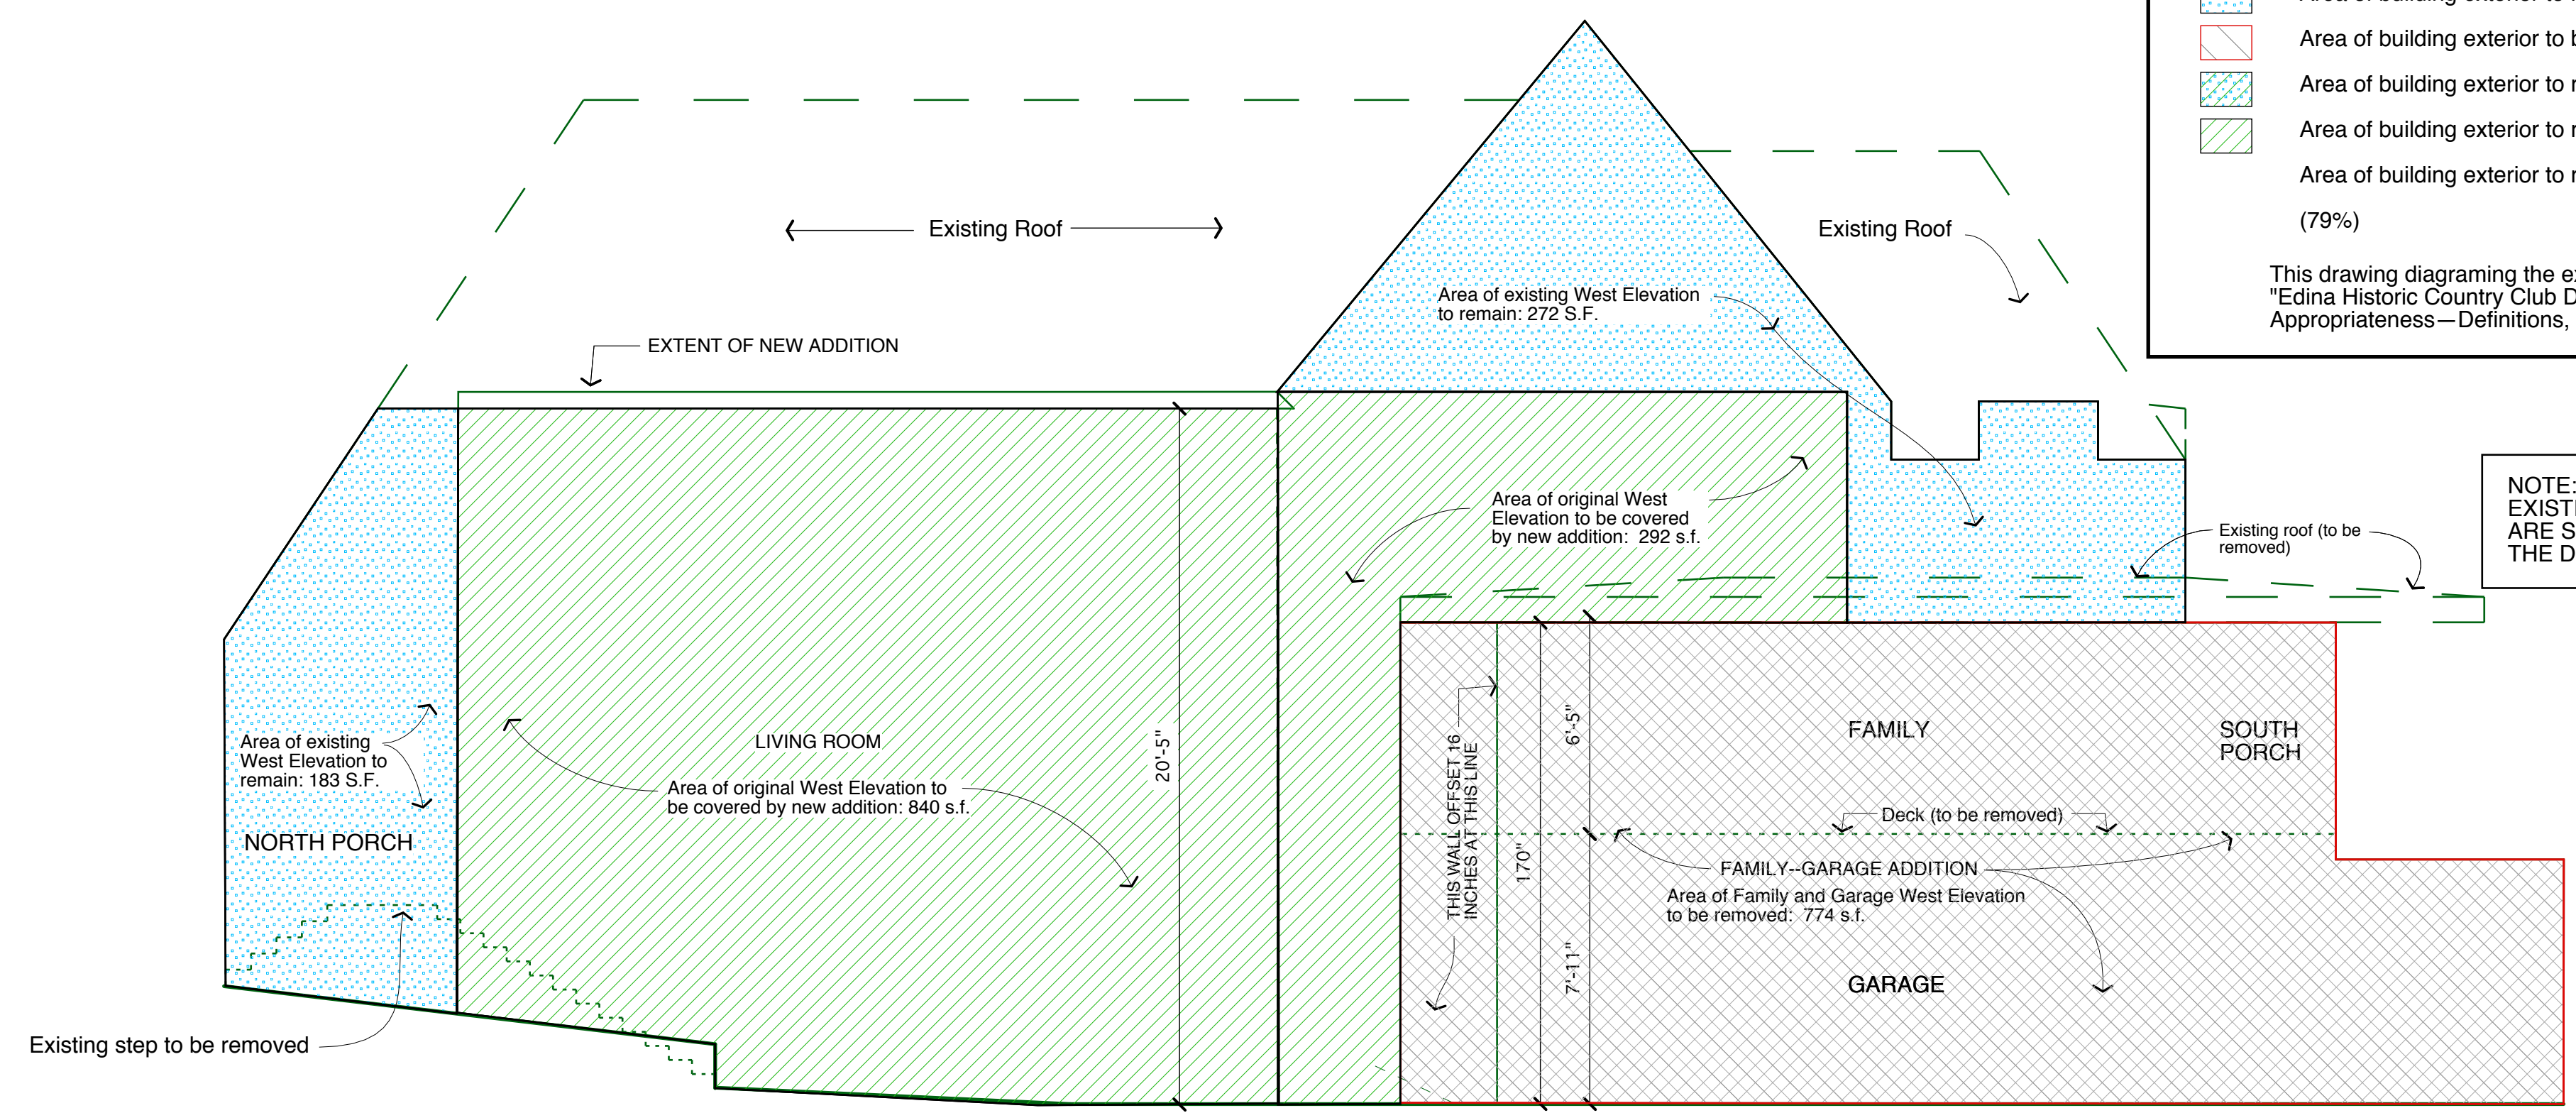 Area of building exterior to
Area of building exterior to
Area of building exterior to
Area of building exterior to
(79%)
This drawing diagraming the
"Edina Historic Country Club
Appropriateness—Definitions,
Existing Roof
Existing Roof
Area of existing West Elevation
to remain: 272 S.F.
EXTENT OF NEW ADDITION
NOTE:
ARE
THE
Area of original West
Elevation to be covered
by new addition: 292 s.f.
Existing roof (to be
removed)
Area of existing
West Elevation to
remain: 183 S.F.
NORTH PORCH
LIVING ROOM
Area of original West Elevation to
be covered by new addition: 840 s.f.
20'-5"
THIS WALL OFFSET 16
INCHES AT THIS LINE
170"
6'-5"
7'-11"
FAMILY
SOUTH
PORCH
Deck (to be removed)
FAMILY--GARAGE ADDITION
Area of Family and Garage West Elevation
to be removed: 774 s.f.
GARAGE
Existing step to be removed